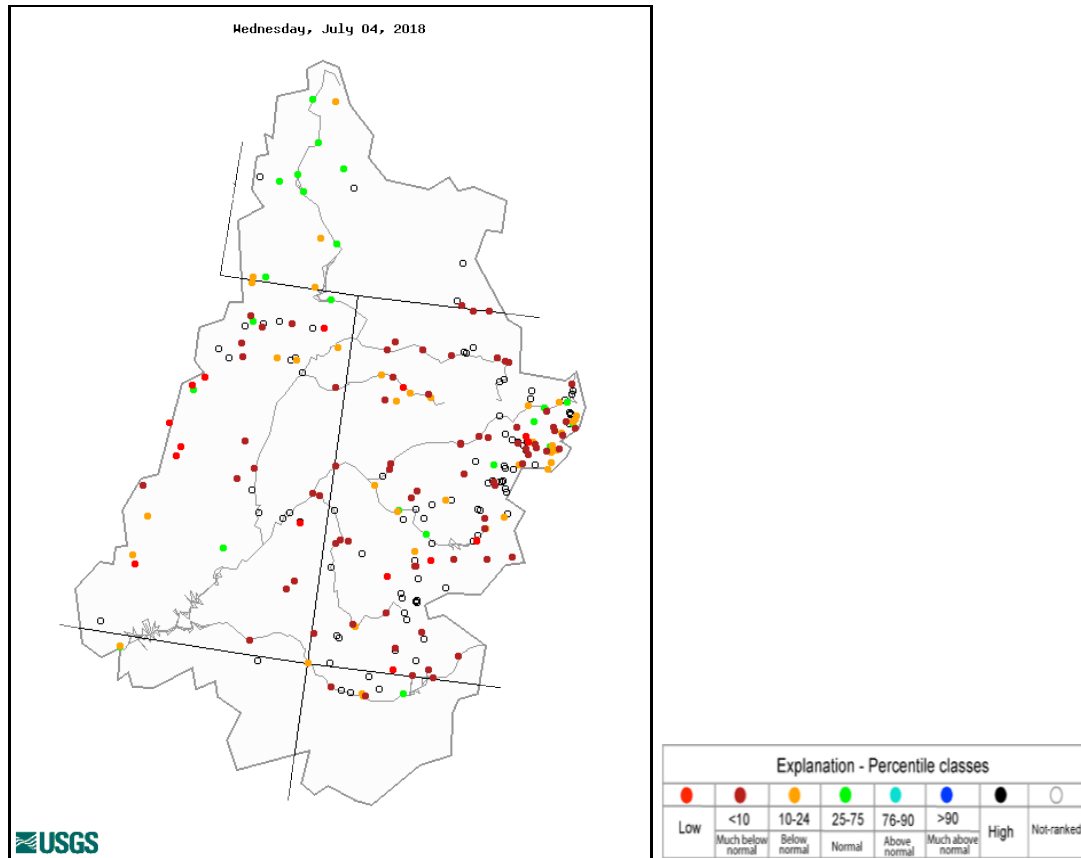 Wednesday, July 04, 2018
USGS
Explanation - Percentile classes
Low <10 10-24 25-75 76-90 >90 High Not-ranked
Much below normal Below normal Normal Above normal Much above normal